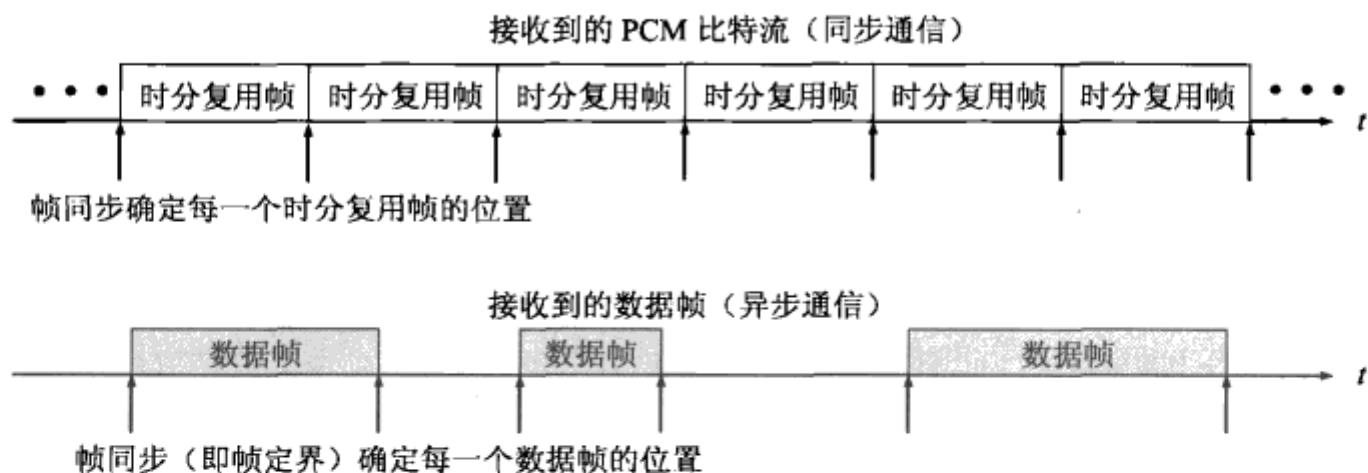 接收到的 PCM 比特流（同步通信）
• • • 时分复用帧 时分复用帧 时分复用帧 时分复用帧 时分复用帧 时分复用帧 • • •
t
帧同步确定每一个时分复用帧的位置
接收到的数据帧（异步通信）
数据帧 数据帧 数据帧
t
帧同步（即帧定界）确定每一个数据帧的位置